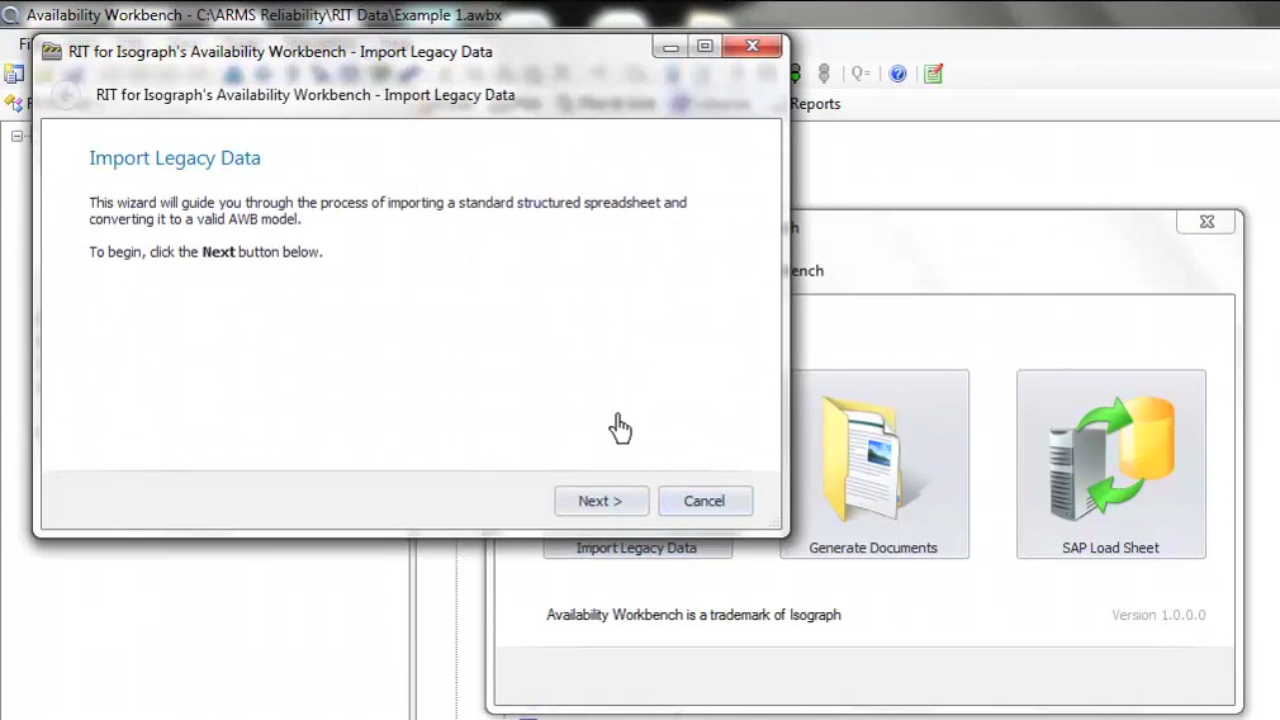 Availability Workbench - C:\ARMS Reliability\RIT Data\Example 1.awbx
RIT for Isograph's Availability Workbench - Import Legacy Data
RIT for Isograph's Availability Workbench - Import Legacy Data
Reports
Import Legacy Data
This wizard will guide you through the process of importing a standard structured spreadsheet and
converting it to a valid AWB model.
To begin, click the Next button below.
Next >
Cancel
Import Legacy Data
Generate Documents
SAP Load Sheet
Availability Workbench is a trademark of Isograph
Version 1.0.0.0